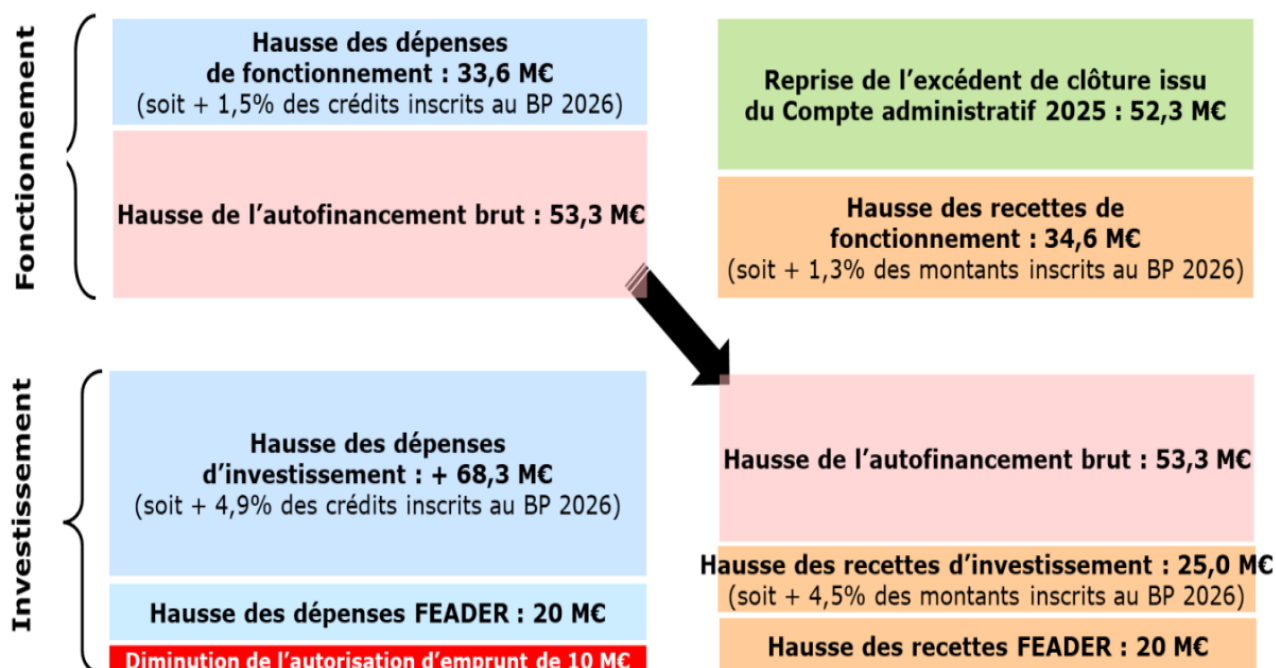 Fonctionnement
Hausse des dépenses
de fonctionnement : 33,6 M€
(soit + 1,5% des crédits inscrits au BP 2026)
Hausse de l’autofinancement brut : 53,3 M€
Reprise de l’excédent de clôture issu
du Compte administratif 2025 : 52,3 M€
Hausse des recettes de
fonctionnement : 34,6 M€
(soit + 1,3% des montants inscrits au BP 2026)
Investissement
Hausse des dépenses
d’investissement : + 68,3 M€
(soit + 4,9% des crédits inscrits au BP 2026)
Hausse des dépenses FEADER : 20 M€
Diminution de l’autorisation d’emprunt de 10 M€
Hausse de l’autofinancement brut : 53,3 M€
Hausse des recettes d’investissement : 25,0 M€
(soit + 4,5% des montants inscrits au BP 2026)
Hausse des recettes FEADER : 20 M€